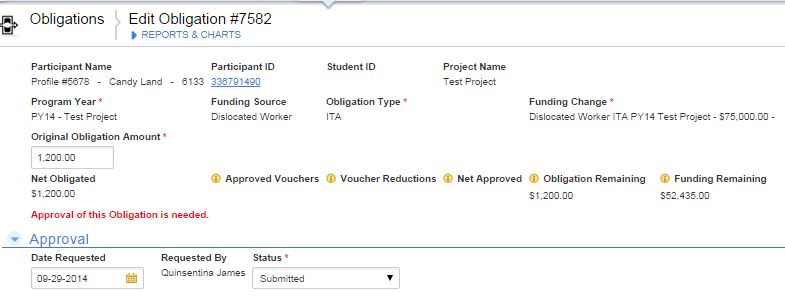 Obligations Edit Obligation #7582
REPORTS & CHARTS
Participant Name Participant ID Student ID Project Name
Profile #5678 - Candy Land - 6133 336791490 Test Project
Program Year * Funding Source Obligation Type * Funding Change *
PY14 - Test Project Dislocated Worker ITA Dislocated Worker ITA PY14 Test Project - $75,000.00 -
Original Obligation Amount *
1,200.00
Net Obligated Approved Vouchers Voucher Reductions Net Approved Obligation Remaining Funding Remaining
$1,200.00 $1,200.00 $52,435.00
Approval of this Obligation is needed.
Approval
Date Requested Requested By Status *
09-29-2014 Quinsentina James Submitted